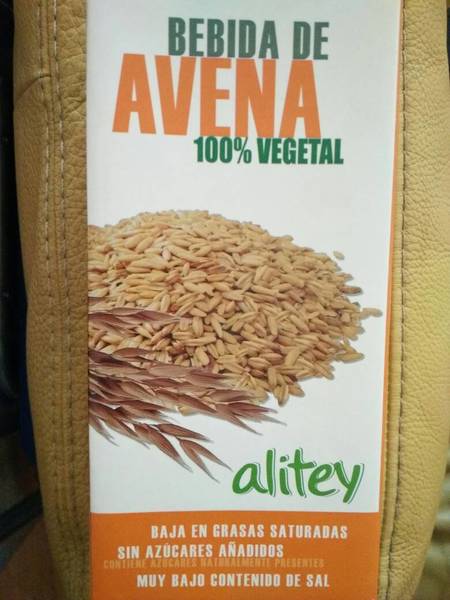 BEBIDA DE
AVENA
100% VEGETAL
alitey
BAJA EN GRASAS SATURADAS
SIN AZÚCARES AÑADIDOS
CONTIENE AZÚCARES NATURALMENTE PRESENTES
MUY BAJO CONTENIDO DE SAL